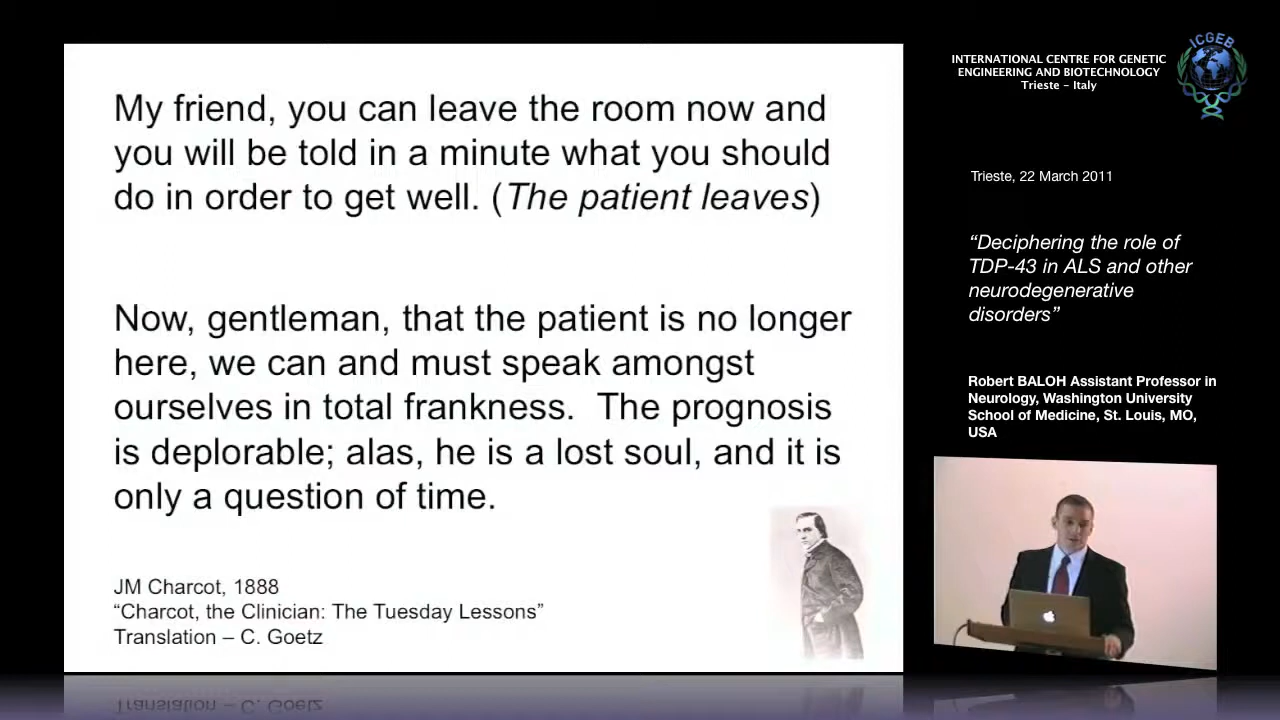 My friend, you can leave the room now and
you will be told in a minute what you should
do in order to get well. (The patient leaves)
Now, gentleman, that the patient is no longer
here, we can and must speak amongst
ourselves in total frankness.  The prognosis
is deplorable; alas, he is a lost soul, and it is
only a question of time.
JM Charcot, 1888
“Charcot, the Clinician: The Tuesday Lessons”
Translation – C. Goetz
INTERNATIONAL CENTRE FOR GENETIC
ENGINEERING AND BIOTECHNOLOGY
Trieste – Italy
ICGEB
Trieste, 22 March 2011
“Deciphering the role of
TDP-43 in ALS and other
neurodegenerative
disorders”
Robert BALOH Assistant Professor in
Neurology, Washington University
School of Medicine, St. Louis, MO,
USA